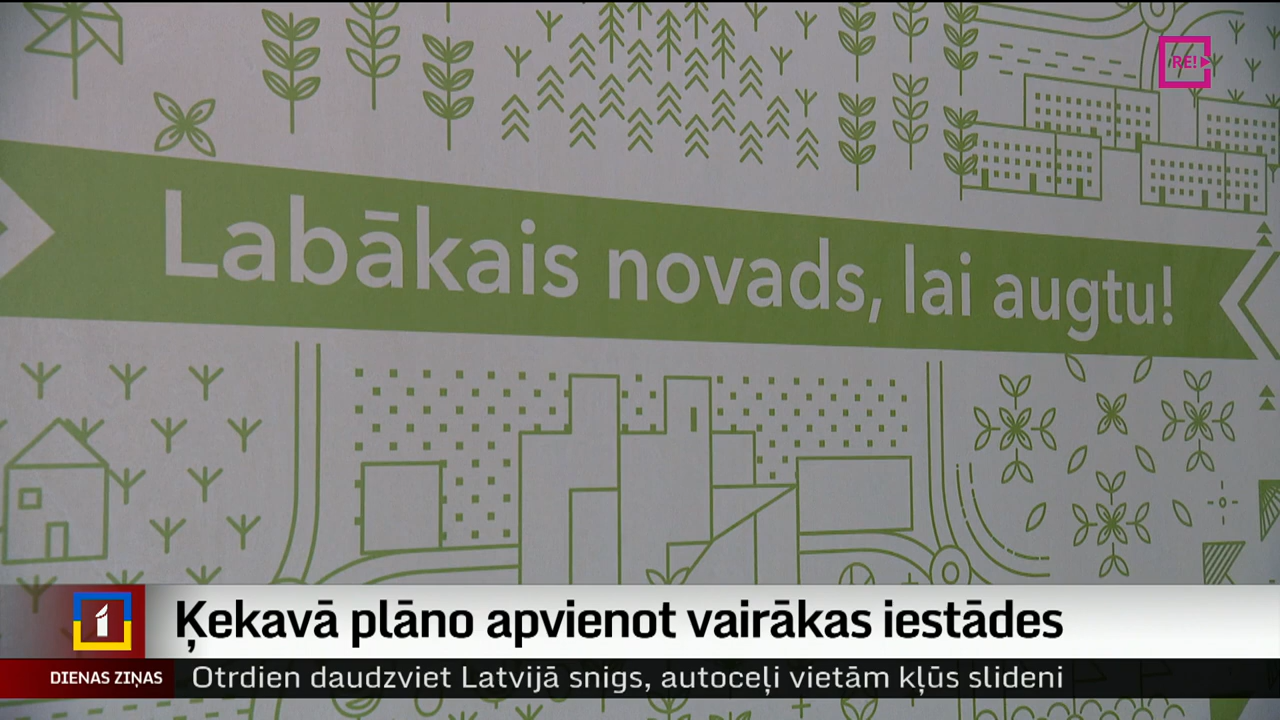 RE!
Labākais novads, lai augtu!
1
Ķekavā plāno apvienot vairākas iestādes
DIENAS ZIŅAS
Otrdien daudzviet Latvijā snigs, autoceļi vietām kļūs slideni